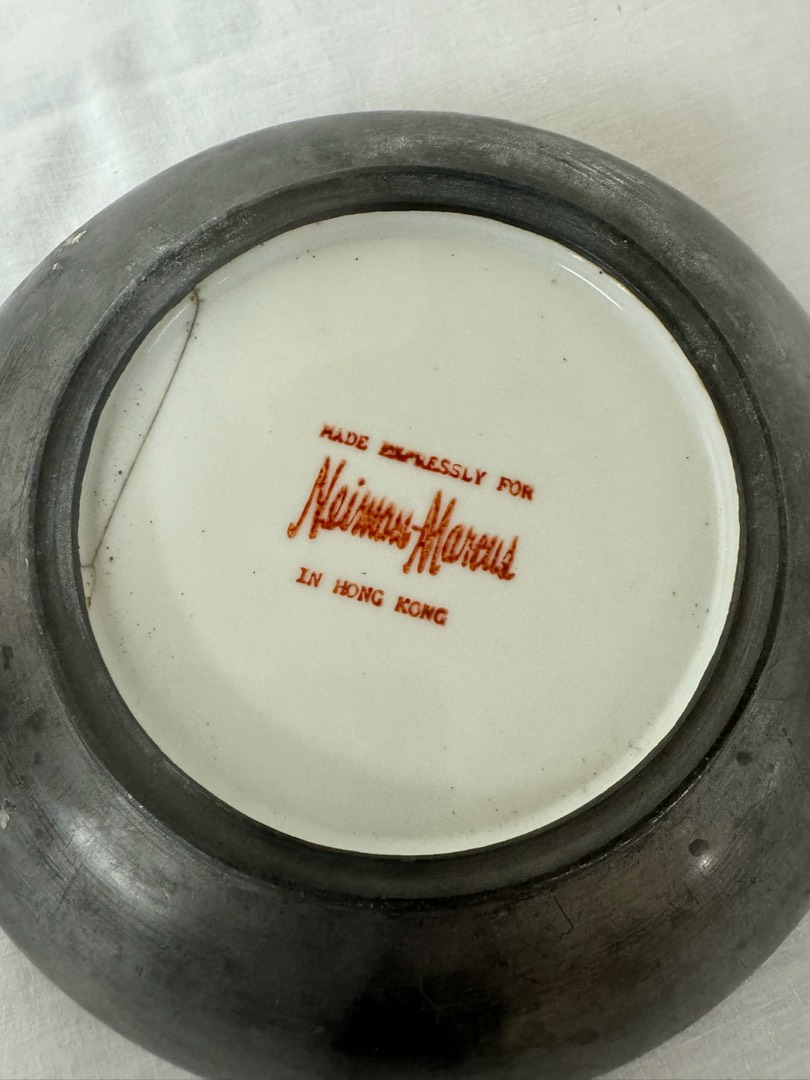 MADE EXPRESSLY FOR
Neiman-Marcus
IN HONG KONG